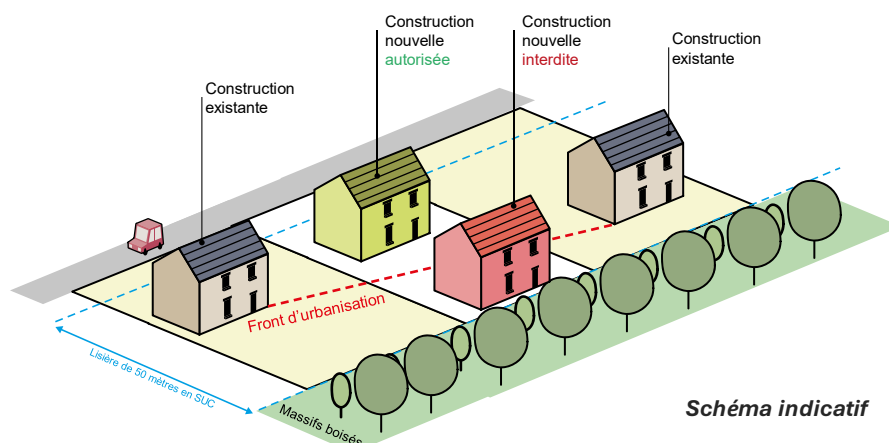 Construction
existante
Construction
nouvelle
autorisée
Construction
nouvelle
interdite
Construction
existante
Front d’urbanisation
Lisière de 50 mètres en SUC
Massifs boisés
Schéma indicatif